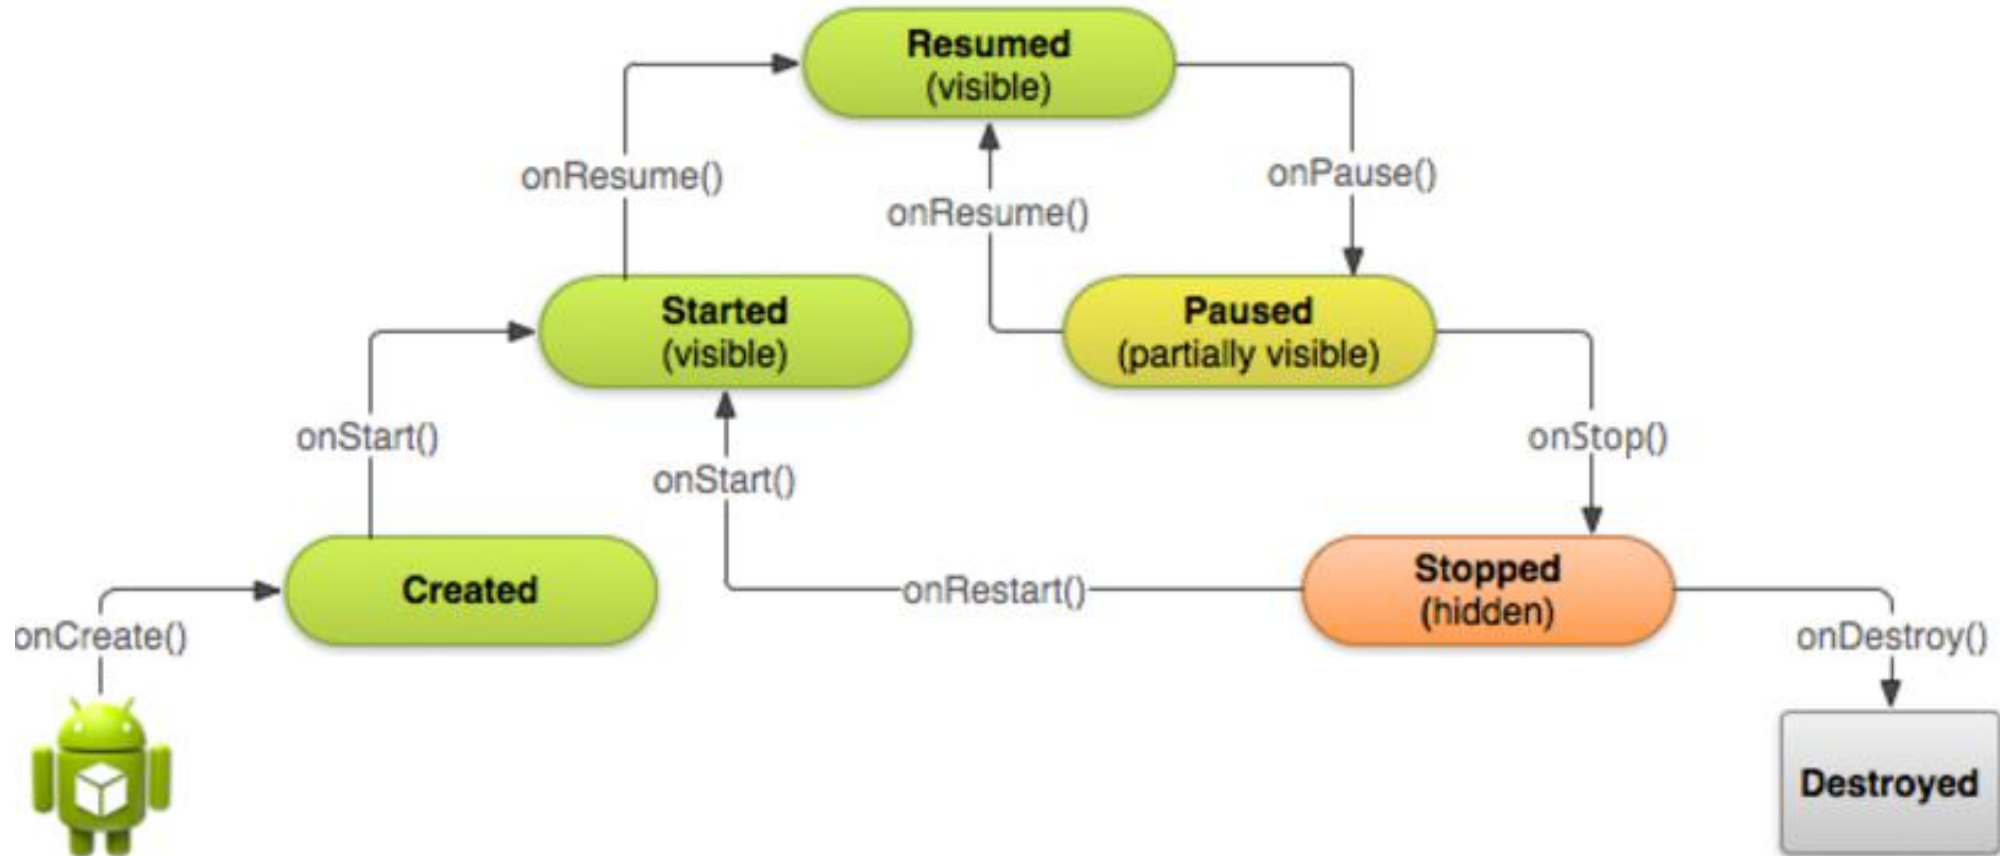 Resumed
(visible)
onResume()
onPause()
onResume()
Started
(visible)
Paused
(partially visible)
onStart()
onStop()
onStart()
Created
onRestart()
Stopped
(hidden)
onCreate()
onDestroy()
Destroyed